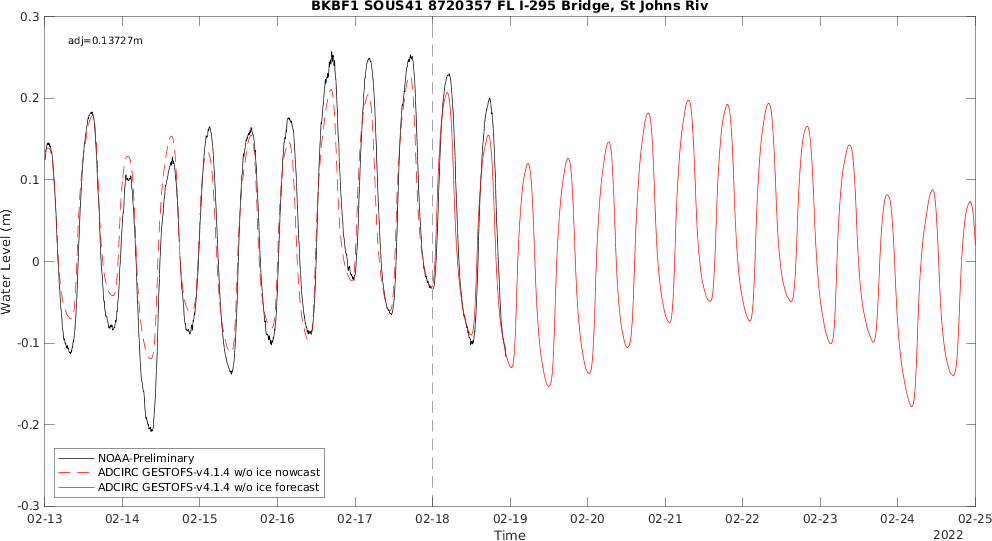 BKBF1 SOUS41 8720357 FL I-295 Bridge, St Johns Riv
adj=0.13727m
0.3
0.2
0.1
0
-0.1
-0.2
-0.3
Water Level (m)
NOAA-Preliminary
ADCIRC GESTOFS-v4.1.4 w/o ice nowcast
ADCIRC GESTOFS-v4.1.4 w/o ice forecast
02-13 02-14 02-15 02-16 02-17 02-18 02-19 02-20 02-21 02-22 02-23 02-24 02-25
Time
2022